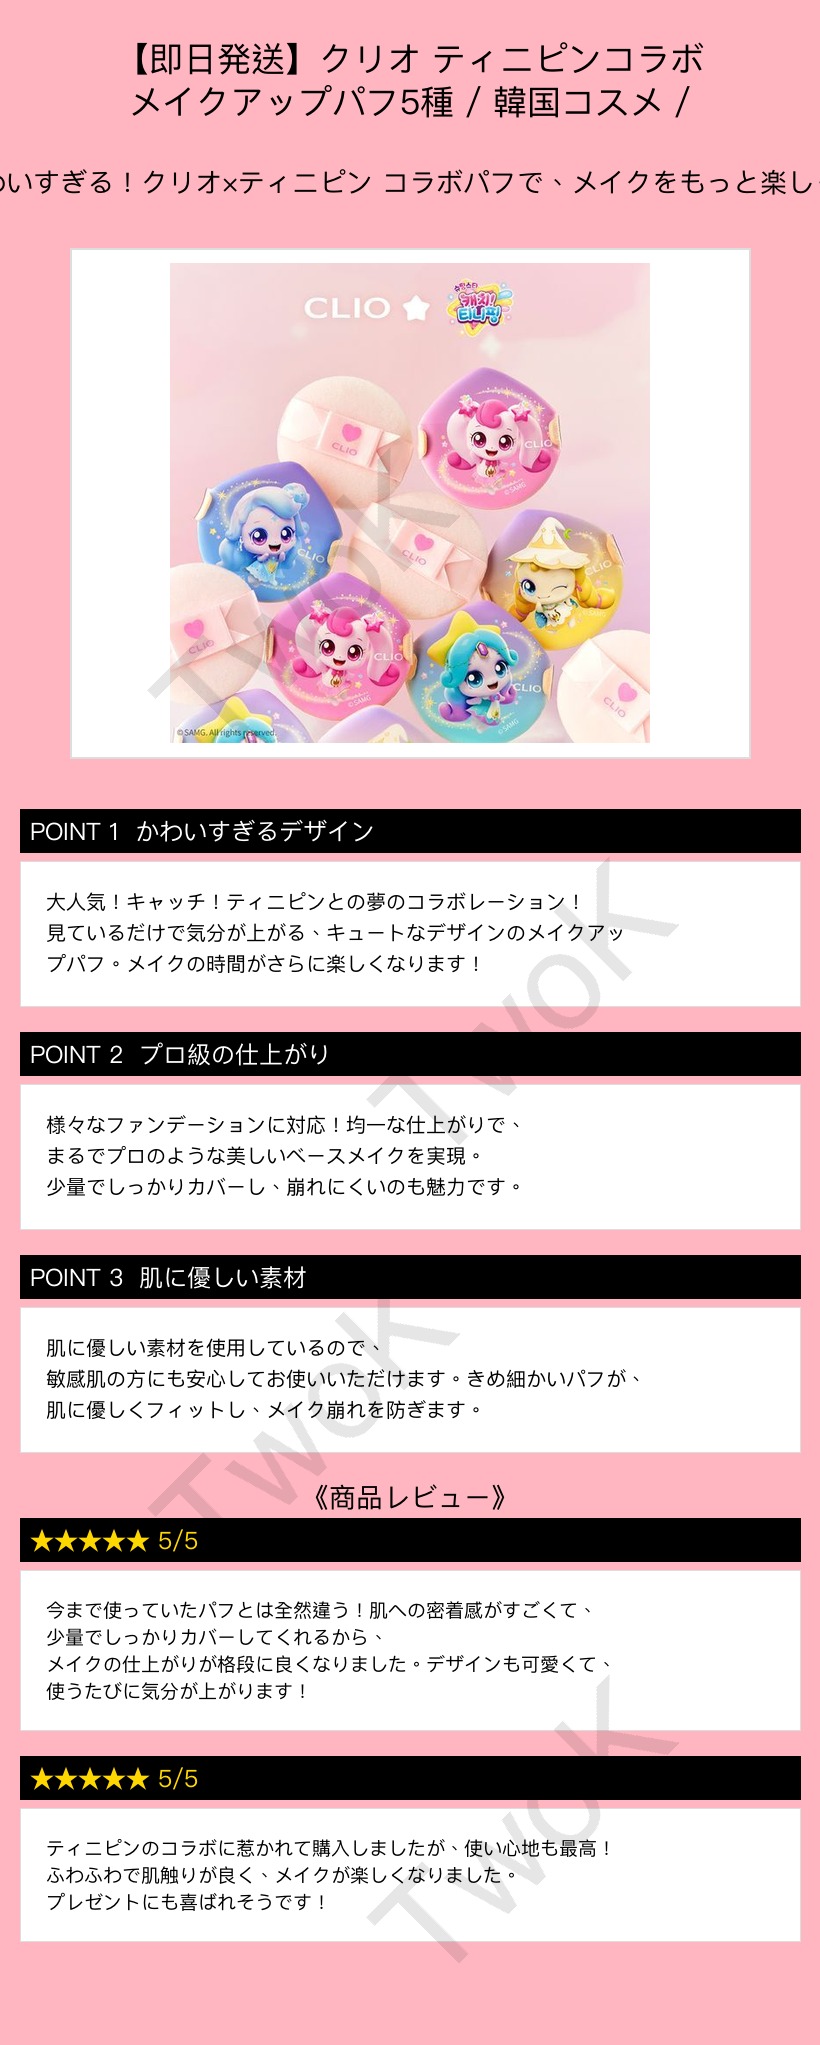 【即日発送】クリオ ティニピンコラボ
メイクアップパフ5種 / 韓国コスメ /
わいすぎる！クリオ×ティニピン コラボパフで、メイクをもっと楽し
CLIO
슈팅스타
캐치!
티니핑
CLIO
CLIO
©SAMG
CLIO
CLIO
CLIO
CLIO
CLIO
©SAMG
CLIO
©SAMG
CLIO
©SAMG. All rights reserved.
POINT 1 かわいすぎるデザイン
大人気！キャッチ！ティニピンとの夢のコラボレーション！
見ているだけで気分が上がる、キュートなデザインのメイクアッ
プパフ。メイクの時間がさらに楽しくなります！
POINT 2 プロ級の仕上がり
様々なファンデーションに対応！均一な仕上がりで、
まるでプロのような美しいベースメイクを実現。
少量でしっかりカバーし、崩れにくいのも魅力です。
POINT 3 肌に優しい素材
肌に優しい素材を使用しているので、
敏感肌の方にも安心してお使いいただけます。きめ細かいパフが、
肌に優しくフィットし、メイク崩れを防ぎます。
《商品レビュー》
★★★★★ 5/5
今まで使っていたパフとは全然違う！肌への密着感がすごくて、
少量でしっかりカバーしてくれるから、
メイクの仕上がりが格段に良くなりました。デザインも可愛くて、
使うたびに気分が上がります！
★★★★★ 5/5
ティニピンのコラボに惹かれて購入しましたが、使い心地も最高！
ふわふわで肌触りが良く、メイクが楽しくなりました。
プレゼントにも喜ばれそうです！
TwoK
TwoK
TwoK
TwoK